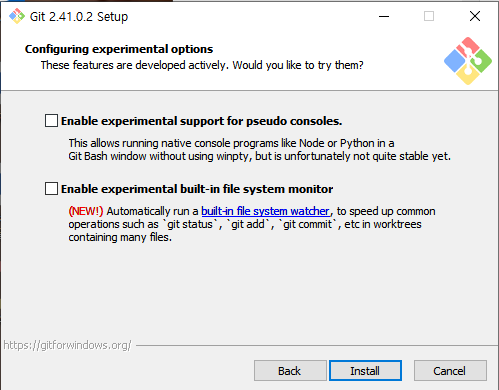 Git 2.41.0.2 Setup
Configuring experimental options
These features are developed actively. Would you like to try them?
Enable experimental support for pseudo consoles.
This allows running native console programs like Node or Python in a
Git Bash window without using winpty, but is unfortunately not quite stable yet.
Enable experimental built-in file system monitor
(NEW!) Automatically run a built-in file system watcher, to speed up common
operations such as `git status`, `git add`, `git commit`, etc in worktrees
containing many files.
https://gitforwindows.org/
Back
Install
Cancel